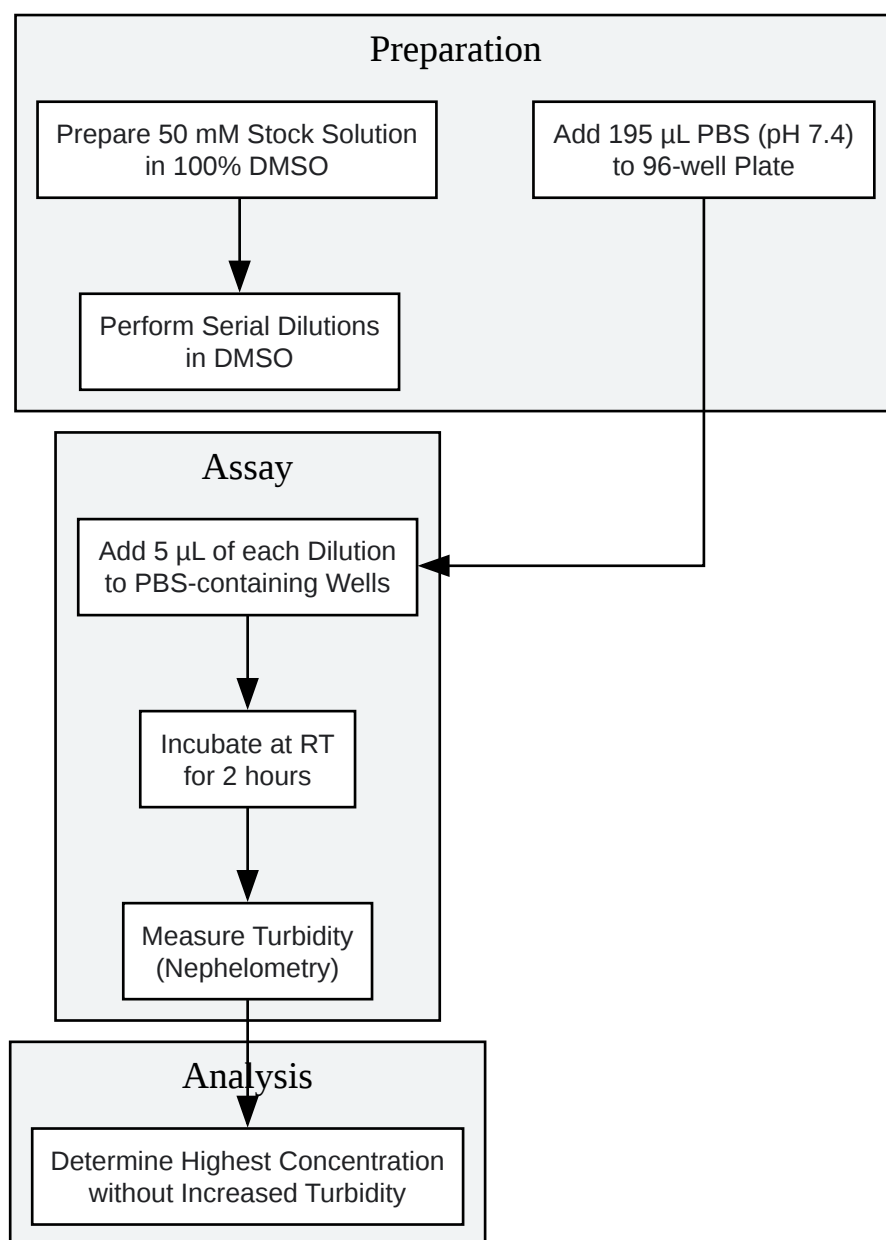 Preparation
Prepare 50 mM Stock Solution
in 100% DMSO
Add 195 µL PBS (pH 7.4)
to 96-well Plate
Perform Serial Dilutions
in DMSO
Assay
Add 5 µL of each Dilution
to PBS-containing Wells
Incubate at RT
for 2 hours
Measure Turbidity
(Nephelometry)
Analysis
Determine Highest Concentration
without Increased Turbidity